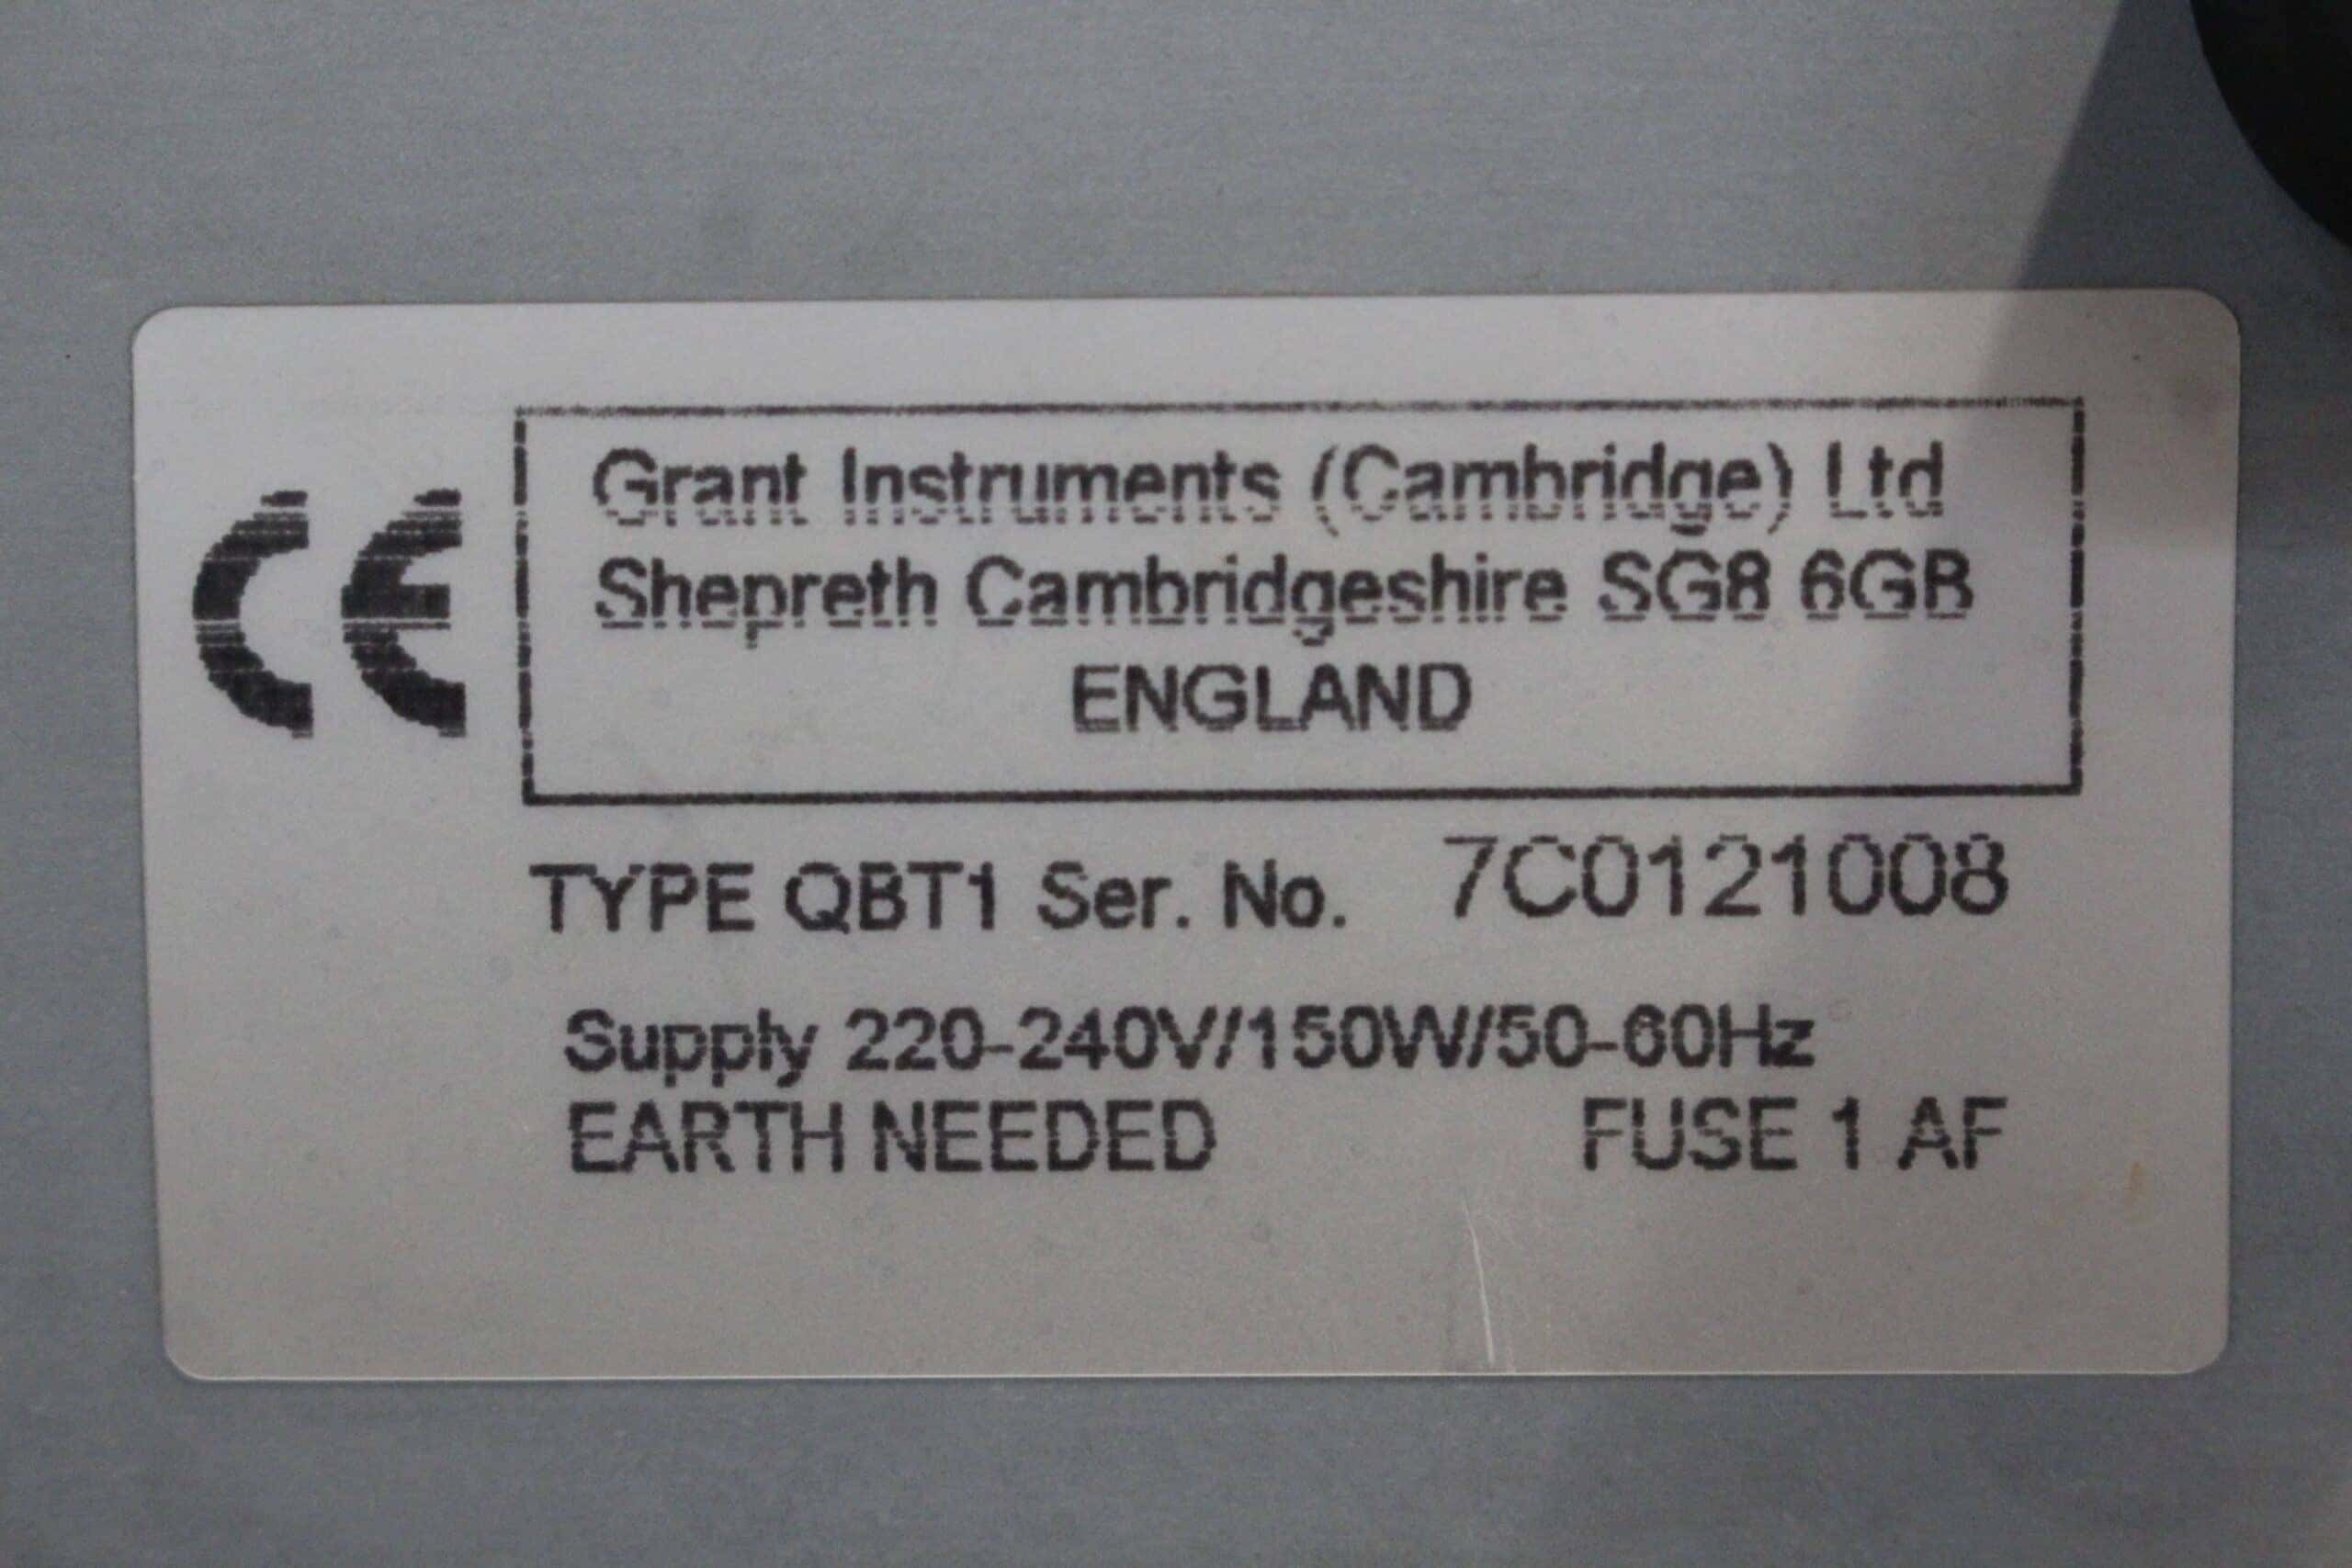 CE
Grant Instruments (Cambridge) Ltd
Shepreth Cambridgeshire SG8 6GB
ENGLAND
TYPE QBT1 Ser. No. 7C0121008
Supply 220-240V/150W/50-60Hz
EARTH NEEDED FUSE 1 AF